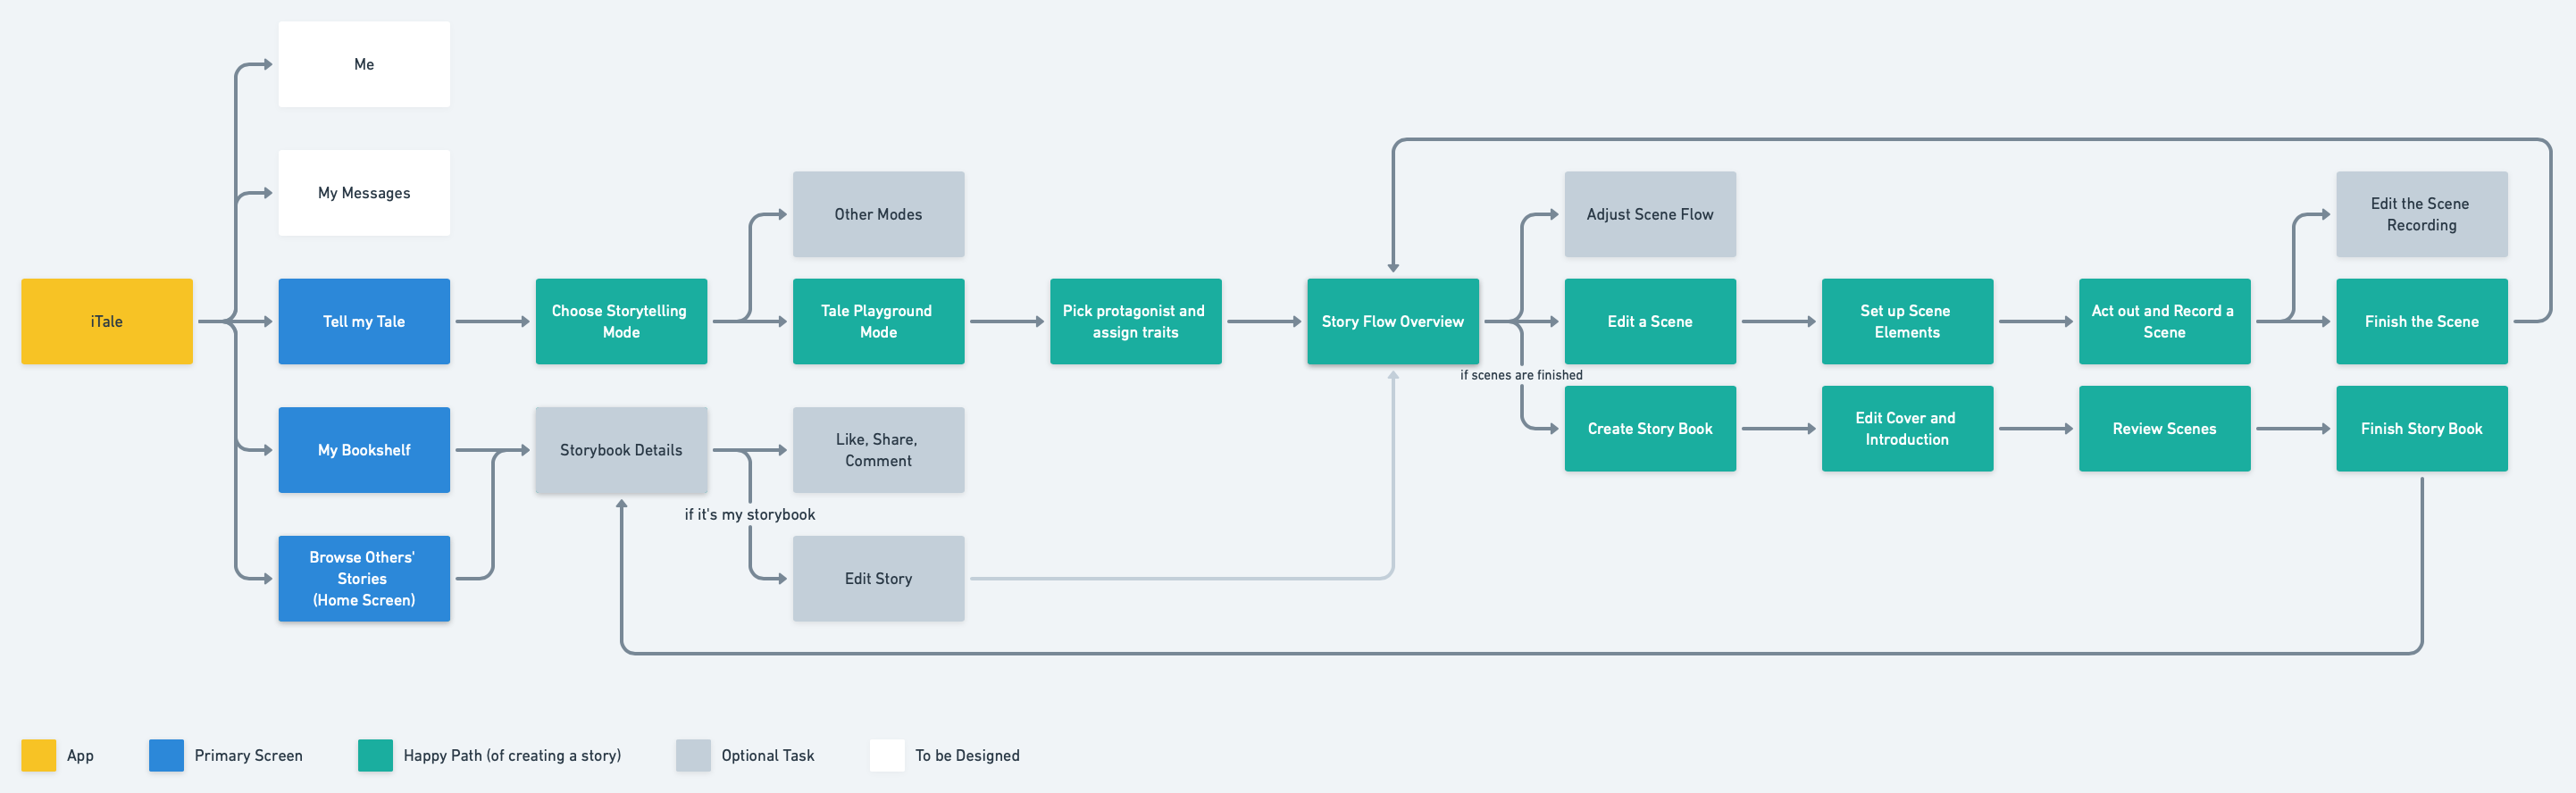 Me
My Messages
Other Modes
Adjust Scene Flow
Edit the Scene
Recording
iTale
Tell my Tale
Choose Storytelling
Mode
Tale Playground
Mode
Pick protagonist and
assign traits
Story Flow Overview
Edit a Scene
Set up Scene
Elements
Act out and Record a
Scene
Finish the Scene
if scenes are finished
My Bookshelf
Storybook Details
Like, Share,
Comment
Create Story Book
Edit Cover and
Introduction
Review Scenes
Finish Story Book
if it's my storybook
Browse Others'
Stories
(Home Screen)
Edit Story
App
Primary Screen
Happy Path (of creating a story)
Optional Task
To be Designed